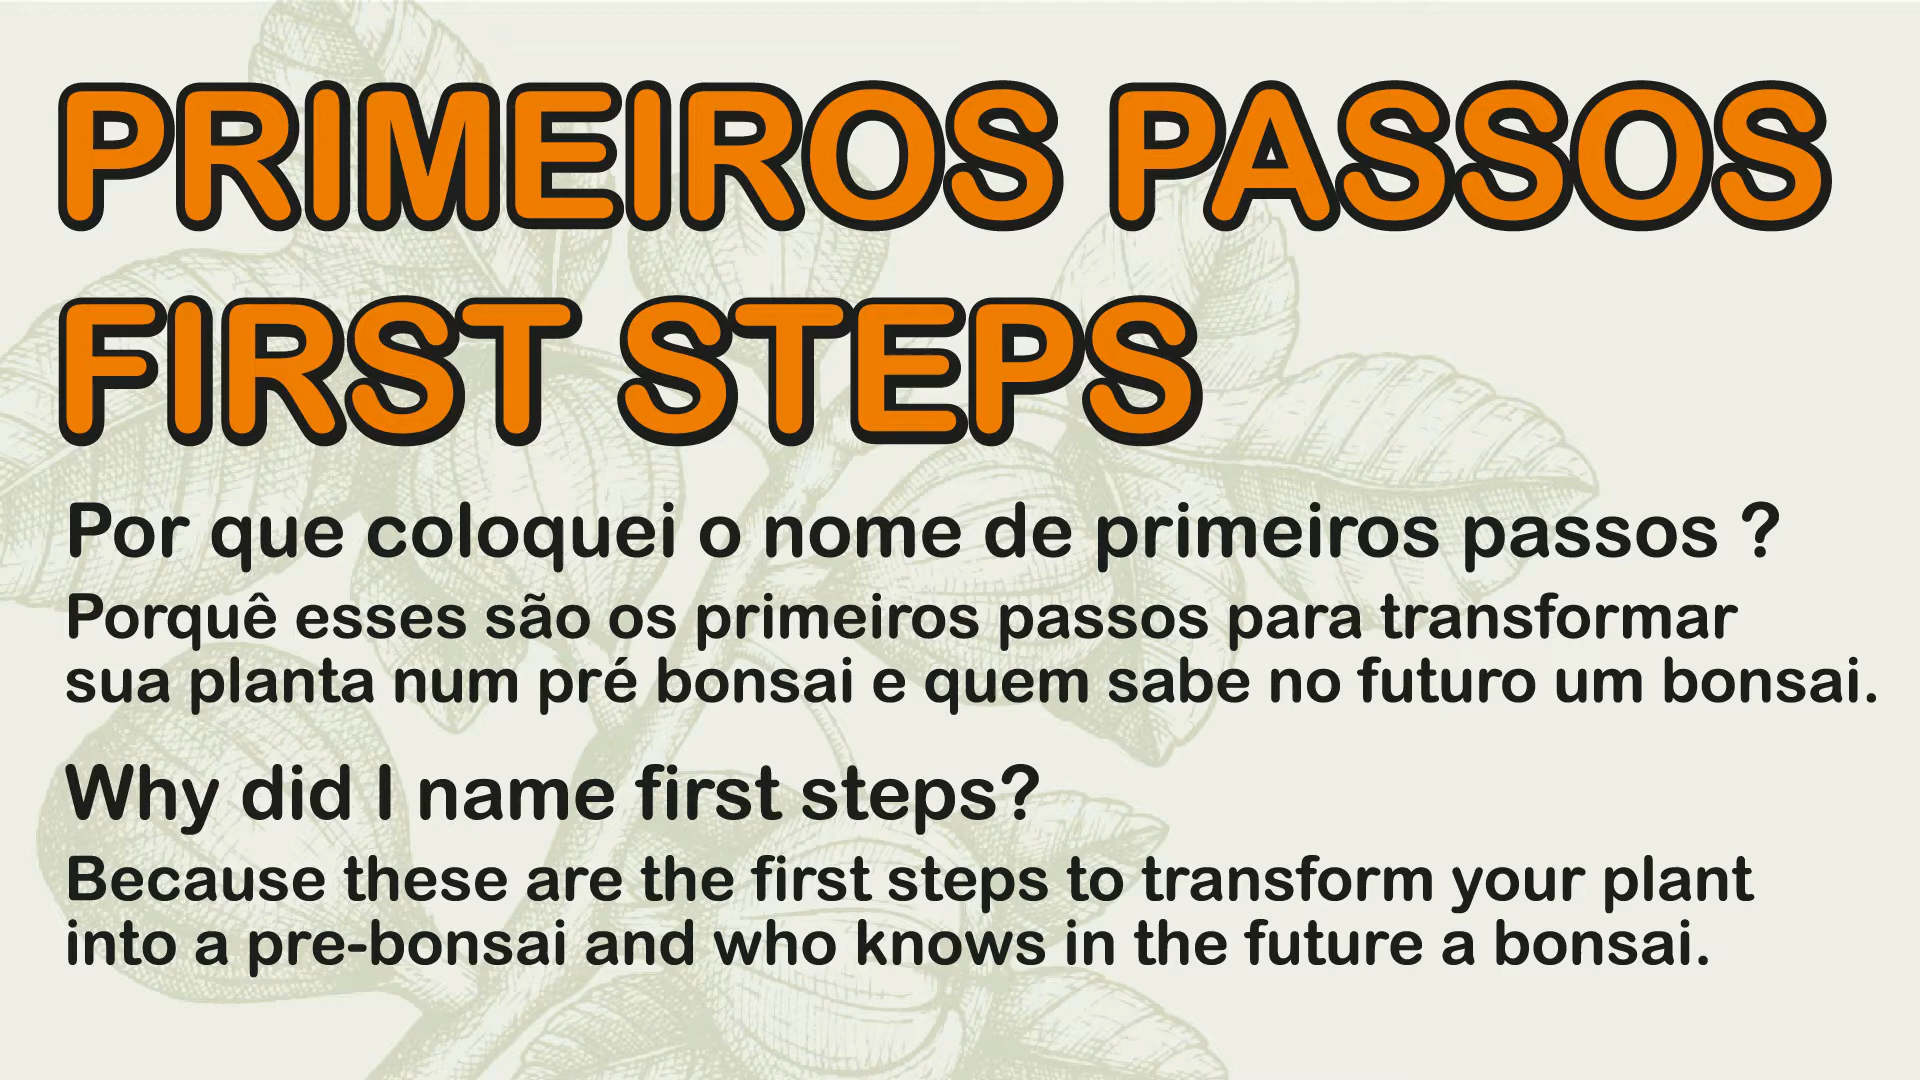 PRIMEIROS PASSOS
FIRST STEPS
Por que coloquei o nome de primeiros passos ?
Porquê esses são os primeiros passos para transformar
sua planta num pré bonsai e quem sabe no futuro um bonsai.
Why did I name first steps?
Because these are the first steps to transform your plant
into a pre-bonsai and who knows in the future a bonsai.